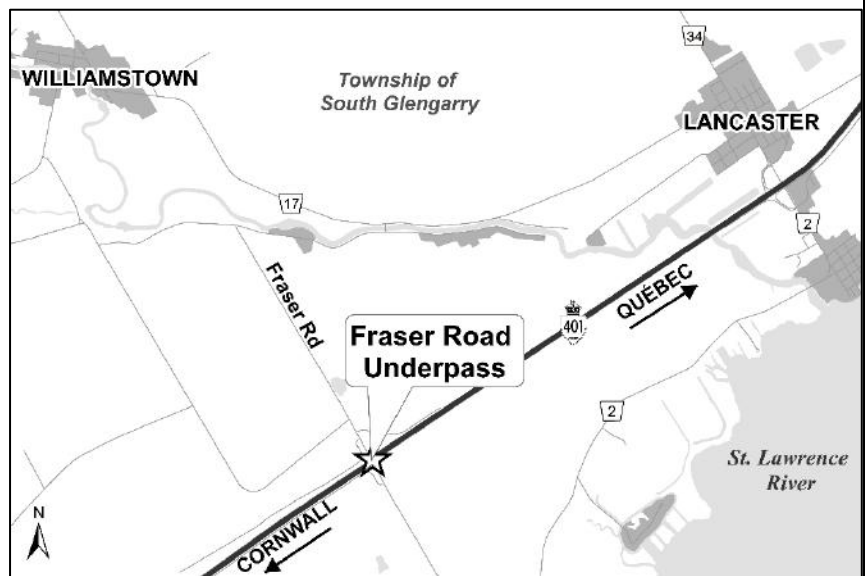 34
WILLIAMSTOWN
Township of
South Glengarry
LANCASTER
17
2
Fraser Rd
QUÉBEC
401
Fraser Road
Underpass
2
St. Lawrence
River
N
CORNWALL